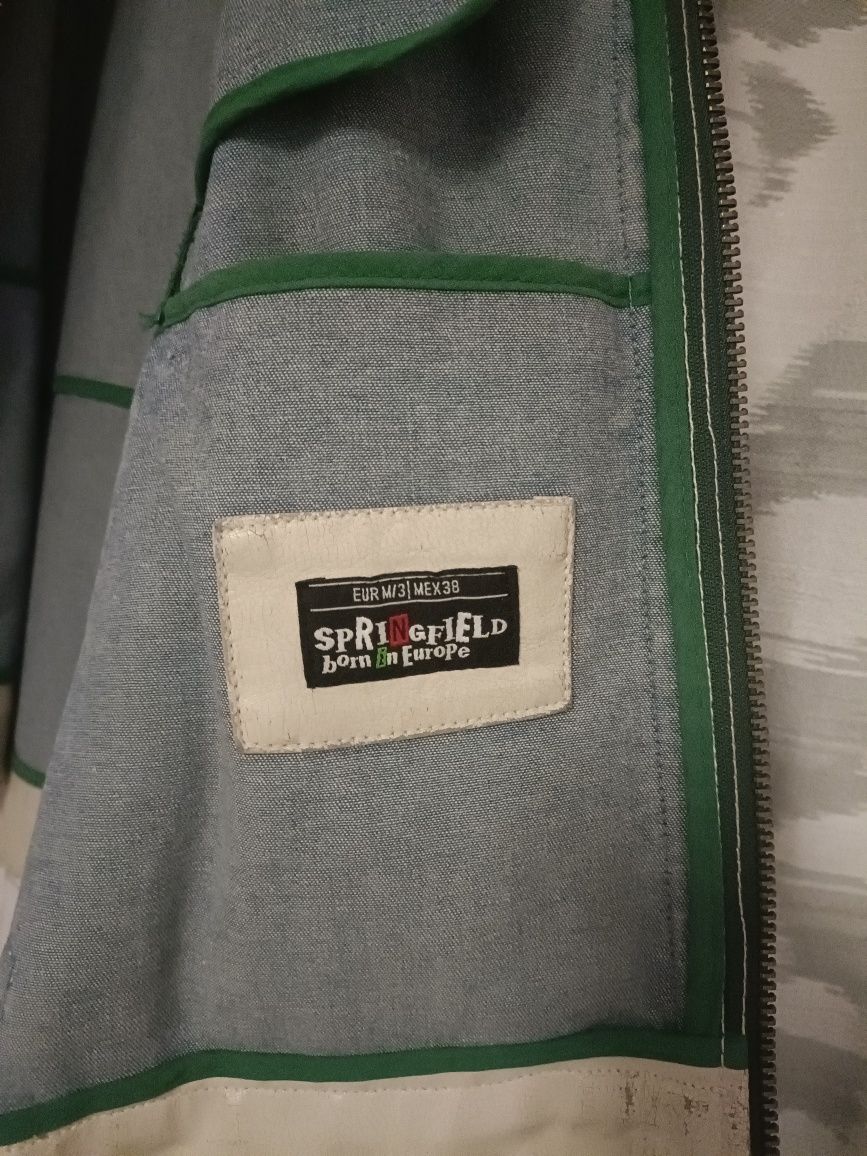 EUR M/3 | MEX 38
SPRINGFIELD
born in Europe